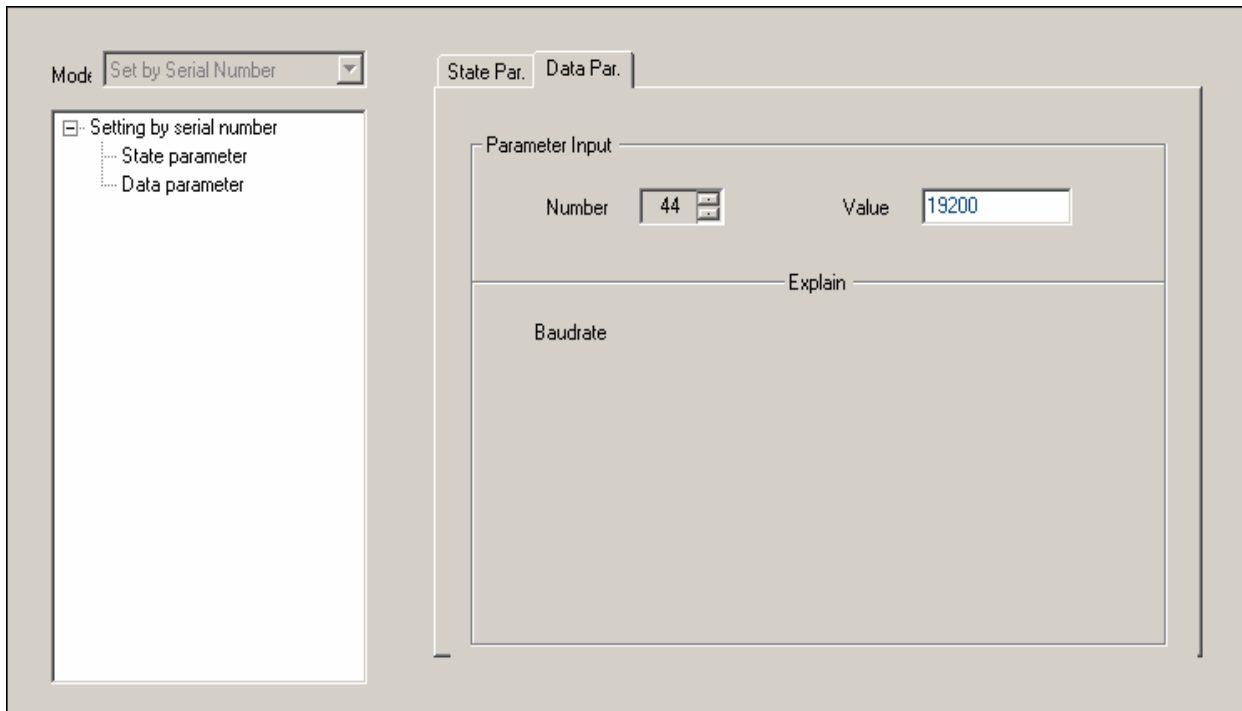 Mode Set by Serial Number
Setting by serial number
State parameter
Data parameter
State Par. Data Par.
Parameter Input
Number 44 Value 19200
Explain
Baudrate